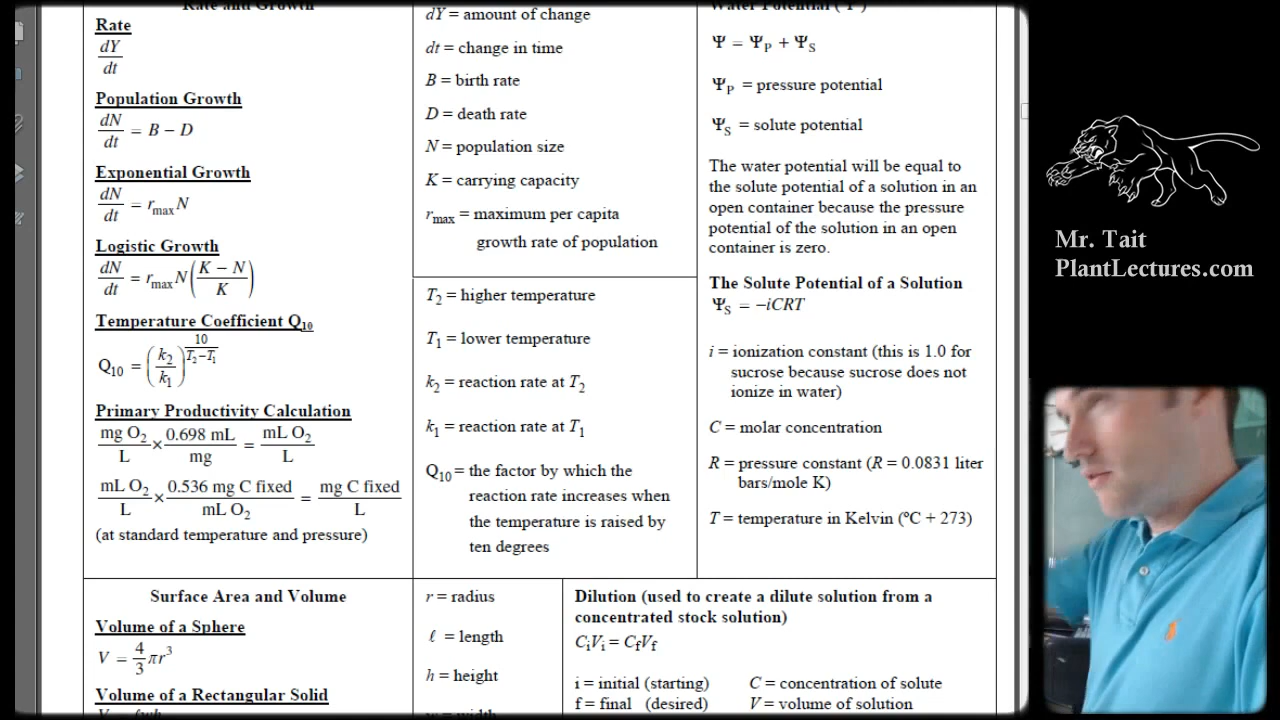 Rate and Growth
Rate
dY
dt
Population Growth
dN
dt
= B − D
Exponential Growth
dN
dt
= rmaxN
Logistic Growth
dN
dt
= rmaxN(K − N
K)
Temperature Coefficient Q10
Q10 = (k2
k1)
10
T2−T1
Primary Productivity Calculation
mg O2
L
× 0.698 mL
mg
= mL O2
L
mL O2
L
× 0.536 mg C fixed
mL O2
= mg C fixed
L
(at standard temperature and pressure)
dY = amount of change
dt = change in time
B = birth rate
D = death rate
N = population size
K = carrying capacity
rmax = maximum per capita
growth rate of population
T2 = higher temperature
T1 = lower temperature
k2 = reaction rate at T2
k1 = reaction rate at T1
Q10 = the factor by which the
reaction rate increases when
the temperature is raised by
ten degrees
Water Potential (Ψ)
Ψ = ΨP + ΨS
ΨP = pressure potential
ΨS = solute potential
The water potential will be equal to
the solute potential of a solution in an
open container because the pressure
potential of the solution in an open
container is zero.
The Solute Potential of a Solution
ΨS = −iCRT
i = ionization constant (this is 1.0 for
sucrose because sucrose does not
ionize in water)
C = molar concentration
R = pressure constant (R = 0.0831 liter
bars/mole K)
T = temperature in Kelvin (ºC + 273)
Surface Area and Volume
Volume of a Sphere
V = 4
3
πr3
Volume of a Rectangular Solid
V = ℓwh
r = radius
ℓ = length
h = height
w = width
Dilution (used to create a dilute solution from a
concentrated stock solution)
CiVi = CfVf
i = initial (starting) C = concentration of solute
f = final (desired) V = volume of solution
Mr. Tait
PlantLectures.com